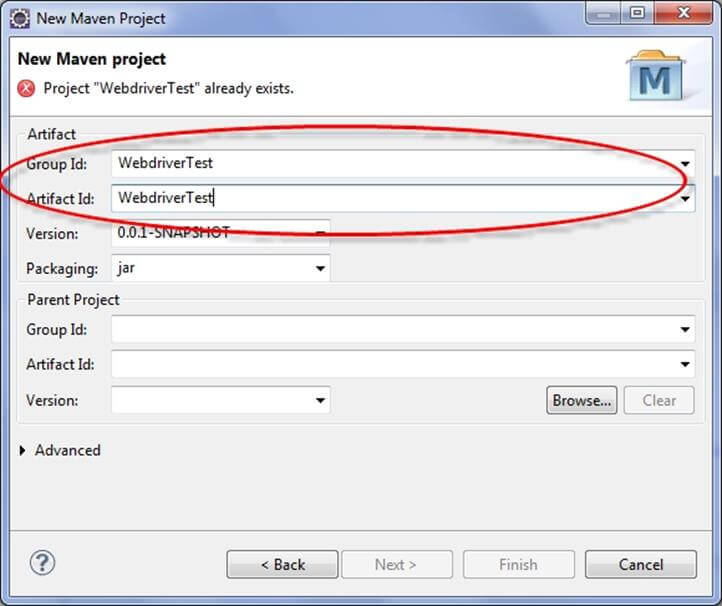 New Maven Project
New Maven project
Project "WebdriverTest" already exists.
M
Artifact
Group Id: WebdriverTest
Artifact Id: WebdriverTest
Version: 0.0.1-SNAPSHOT
Packaging: jar
Parent Project
Group Id:
Artifact Id:
Version: Browse... Clear
Advanced
? < Back Next > Finish Cancel